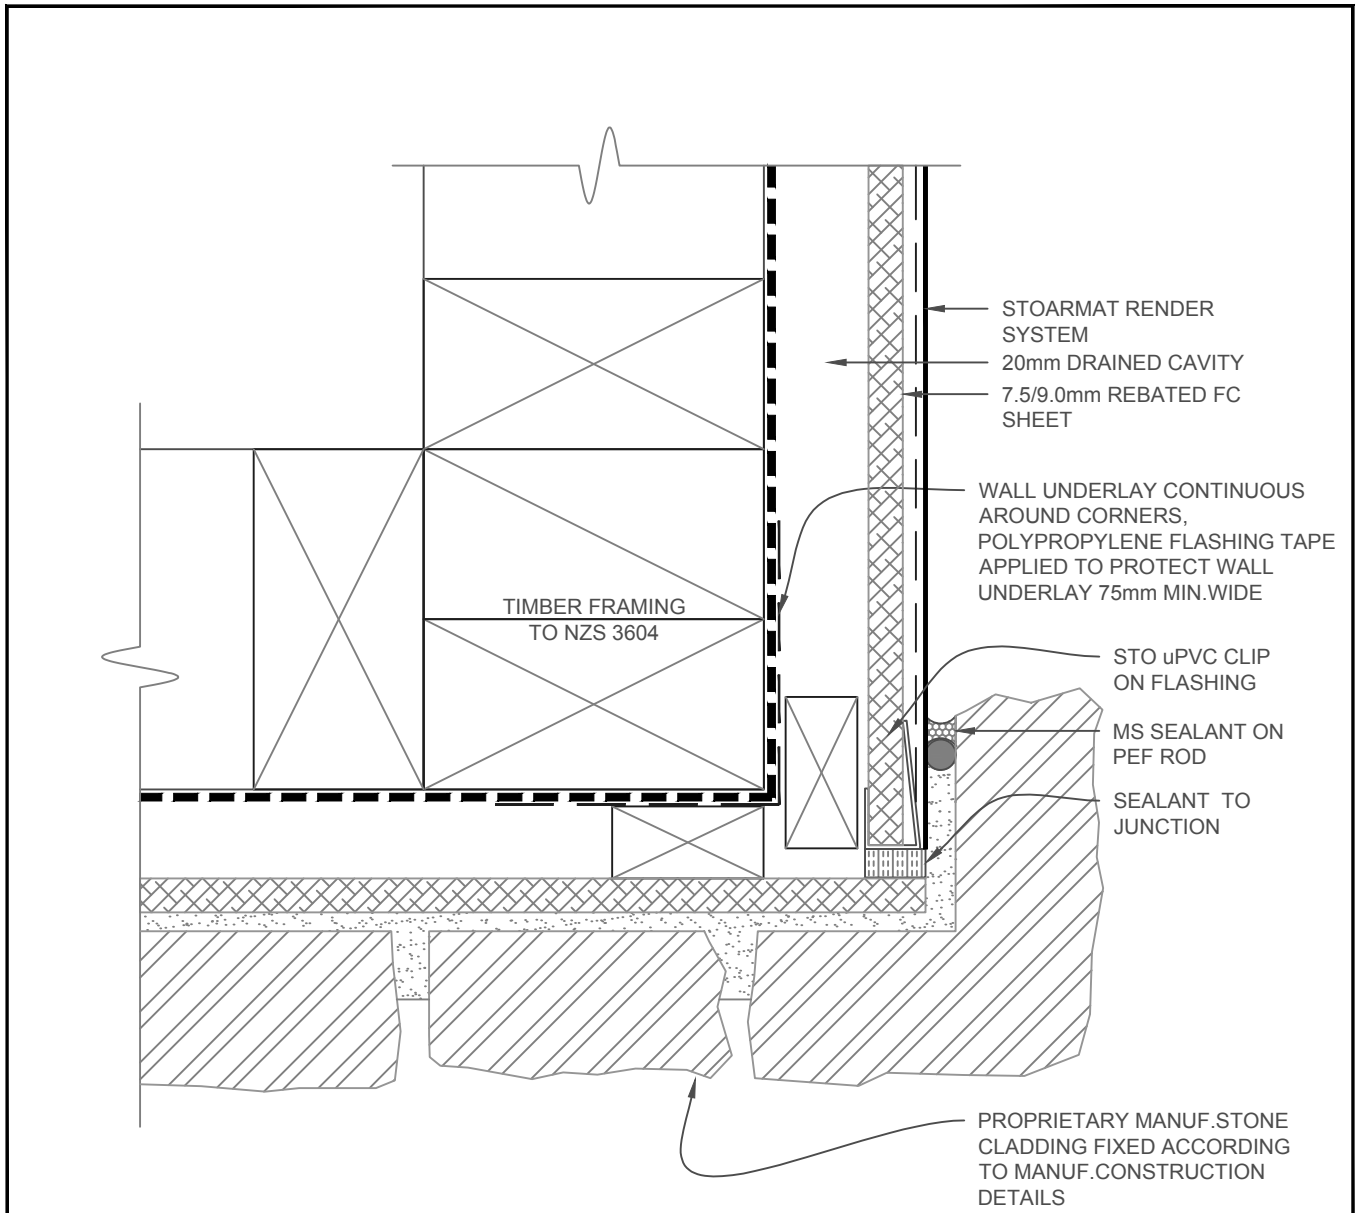 STOARMAT RENDER
SYSTEM
20mm DRAINED CAVITY
7.5/9.0mm REBATED FC
SHEET
WALL UNDERLAY CONTINUOUS
AROUND CORNERS,
POLYPROPYLENE FLASHING TAPE
APPLIED TO PROTECT WALL
UNDERLAY 75mm MIN.WIDE
TIMBER FRAMING
TO NZS 3604
STO uPVC CLIP
ON FLASHING
MS SEALANT ON
PEF ROD
SEALANT TO
JUNCTION
PROPRIETARY MANUF.STONE
CLADDING FIXED ACCORDING
TO MANUF.CONSTRUCTION
DETAILS